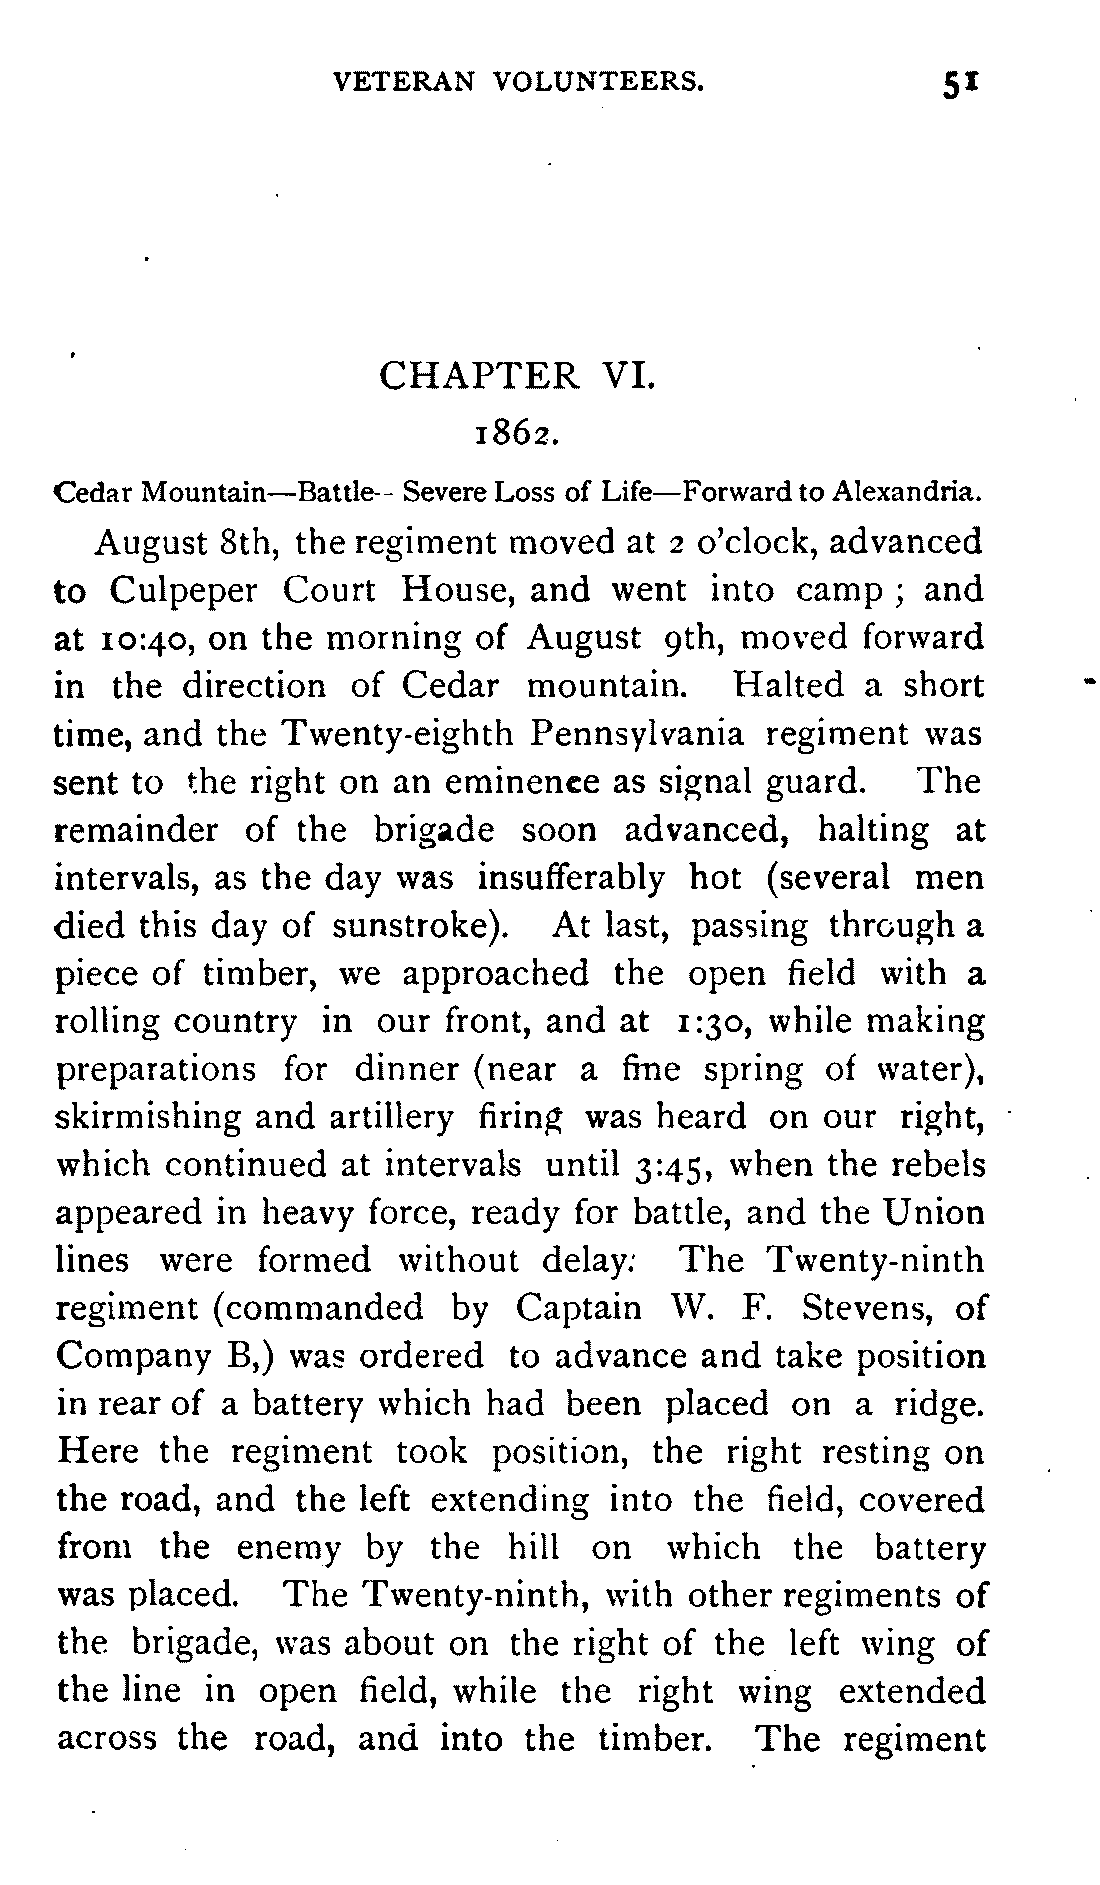 VETERAN VOLUNTEERS. 51
CHAPTER VI.
1862.
Cedar Mountain—Battle-- Severe Loss of Life—Forward to Alexandria.
August 8th, the regiment moved at 2 o'clock, advanced
to Culpeper Court House, and went into camp ; and
at 10:40, on the morning of August 9th, moved forward
in the direction of Cedar mountain. Halted a short
time, and the Twenty-eighth Pennsylvania regiment was
sent to the right on an eminence as signal guard. The
remainder of the brigade soon advanced, halting at
intervals, as the day was insufferably hot (several men
died this day of sunstroke). At last, passing through a
piece of timber, we approached the open field with a
rolling country in our front, and at 1:30, while making
preparations for dinner (near a fine spring of water),
skirmishing and artillery firing was heard on our right,
which continued at intervals until 3:45, when the rebels
appeared in heavy force, ready for battle, and the Union
lines were formed without delay: The Twenty-ninth
regiment (commanded by Captain W. F. Stevens, of
Company B,) was ordered to advance and take position
in rear of a battery which had been placed on a ridge.
Here the regiment took position, the right resting on
the road, and the left extending into the field, covered
from the enemy by the hill on which the battery
was placed. The Twenty-ninth, with other regiments of
the brigade, was about on the right of the left wing of
the line in open field, while the right wing extended
across the road, and into the timber. The regiment